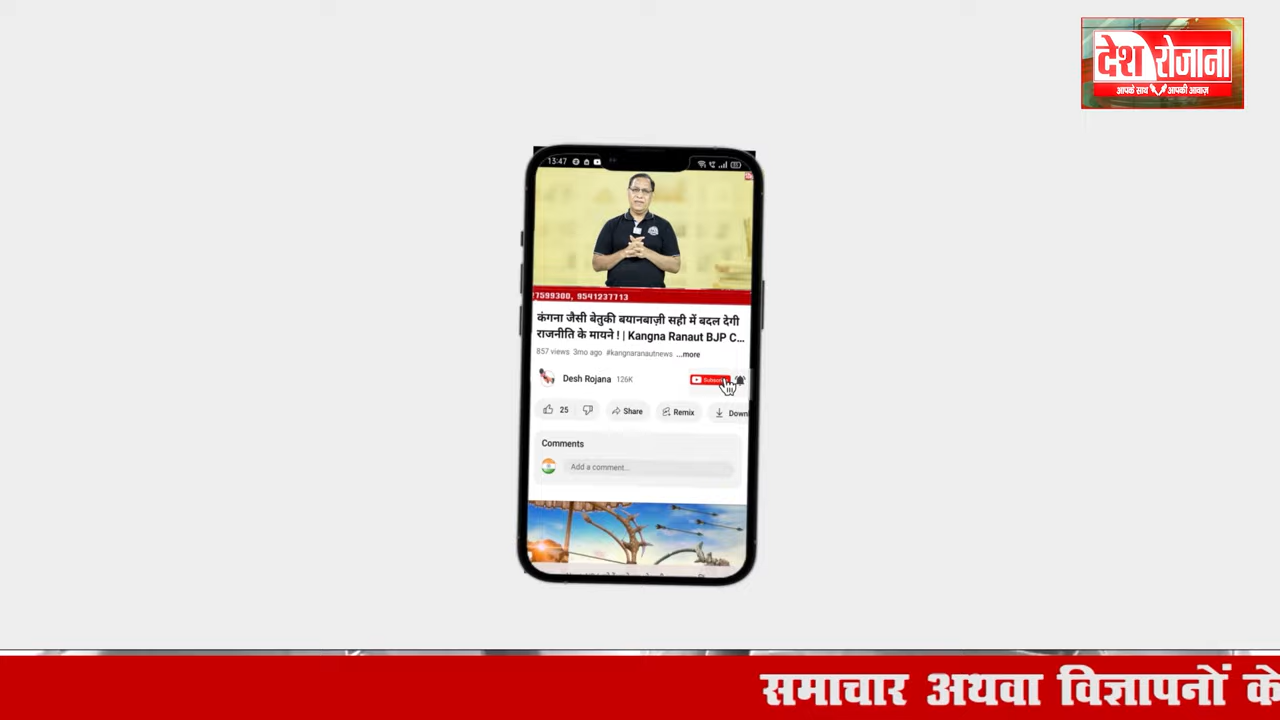 देश रोजाना
आपके साथ आपकी आवाज़
13:47
27599300, 9541237713
कंगना जैसी बेतुकी बयानबाज़ी सही में बदल देगी
राजनीति के मायने ! | Kangna Ranaut BJP C...
857 views 3mo ago #kangnaranautnews ...more
Desh Rojana 126K
25 Share Remix Down
Comments
Add a comment...
समाचार अथवा विज्ञापनों के